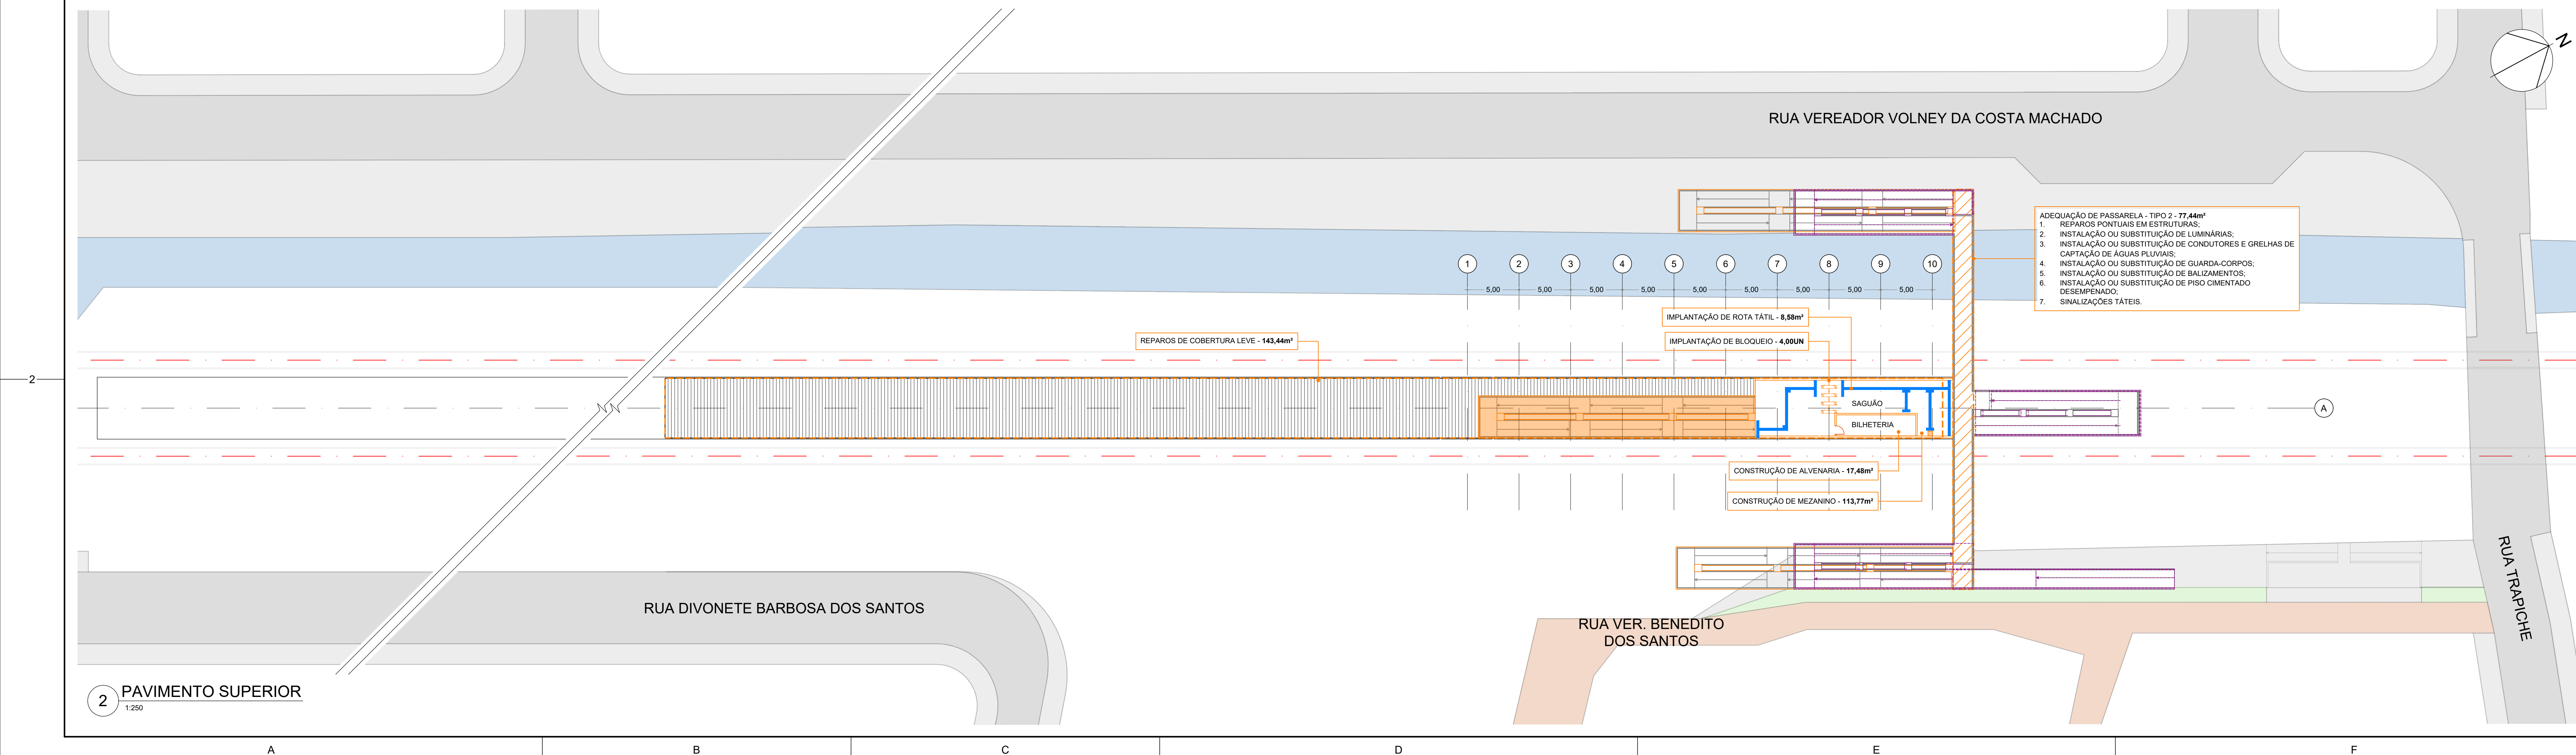 N
RUA VEREADOR VOLNEY DA COSTA MACHADO
ADEQUAÇÃO DE PASSARELA - TIPO 2 - 77,44m²
1. REPAROS PONTUAIS EM ESTRUTURAS;
2. INSTALAÇÃO OU SUBSTITUIÇÃO DE LUMINÁRIAS;
3. INSTALAÇÃO OU SUBSTITUIÇÃO DE CONDUTORES E GRELHAS DE
CAPTAÇÃO DE ÁGUAS PLUVIAIS;
4. INSTALAÇÃO OU SUBSTITUIÇÃO DE GUARDA-CORPOS;
5. INSTALAÇÃO OU SUBSTITUIÇÃO DE BALIZAMENTOS;
6. INSTALAÇÃO OU SUBSTITUIÇÃO DE PISO CIMENTADO
DESEMPENADO;
7. SINALIZAÇÕES TÁTEIS.
1 2 3 4 5 6 7 8 9 10
5,00 5,00 5,00 5,00 5,00 5,00 5,00 5,00 5,00
IMPLANTAÇÃO DE ROTA TÁTIL - 8,58m²
REPAROS DE COBERTURA LEVE - 143,44m²
IMPLANTAÇÃO DE BLOQUEIO - 4,00UN
2
SAGUÃO
A
BILHETERIA
CONSTRUÇÃO DE ALVENARIA - 17,48m²
CONSTRUÇÃO DE MEZANINO - 113,77m²
RUA TRAPICHE
RUA DIVONETE BARBOSA DOS SANTOS
RUA VER. BENEDITO
DOS SANTOS
2 PAVIMENTO SUPERIOR
1:250
A B C D E F